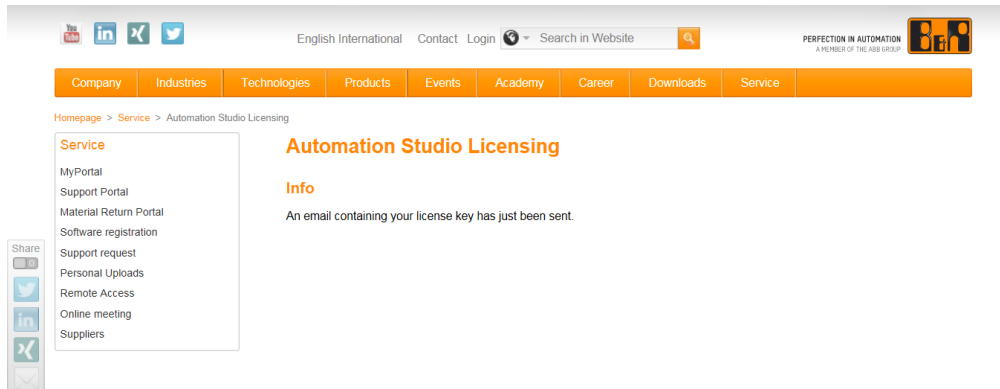 You Tube
English International Contact Login Search in Website
PERFECTION IN AUTOMATION
A MEMBER OF THE ABB GROUP
B&R
Company Industries Technologies Products Events Academy Career Downloads Service
Homepage > Service > Automation Studio Licensing
Service
MyPortal
Support Portal
Material Return Portal
Software registration
Support request
Personal Uploads
Remote Access
Online meeting
Suppliers
Automation Studio Licensing
Info
An email containing your license key has just been sent.
Share
0
in